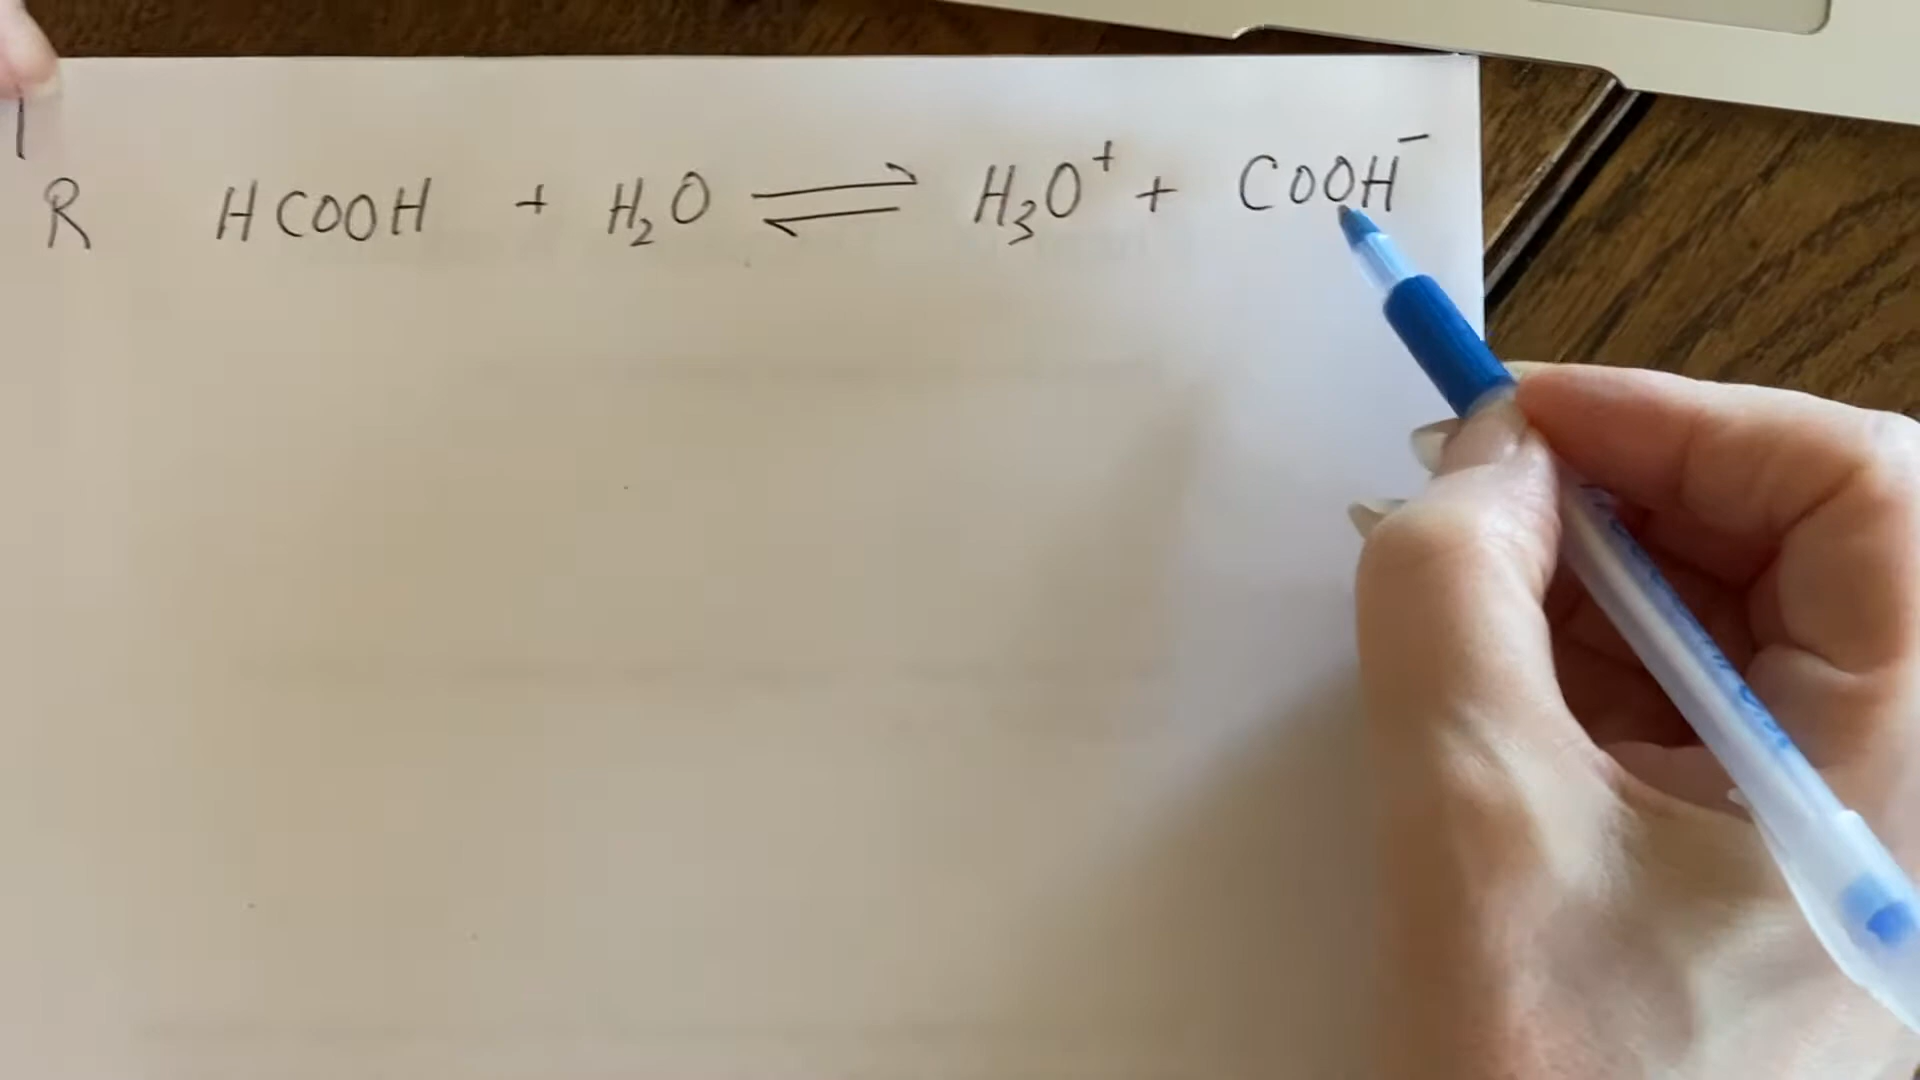 R HCOOH + H₂O ⇌ H₃O⁺ + COOH⁻